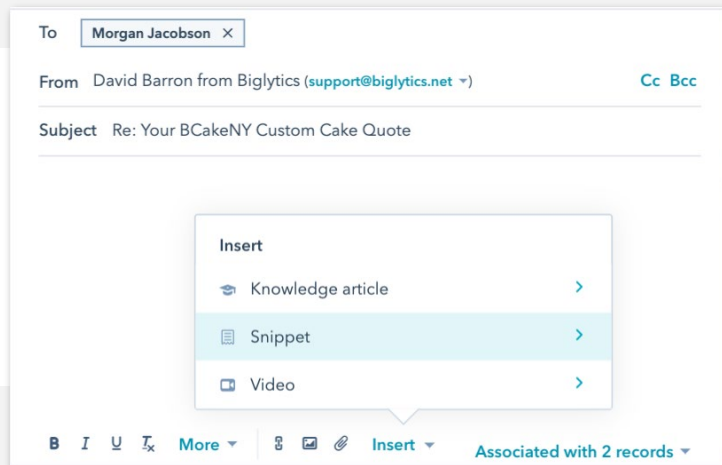 To Morgan Jacobson ×
From David Barron from Biglytics (support@biglytics.net) Cc Bcc
Subject Re: Your BCakeNY Custom Cake Quote
Insert
Knowledge article
Snippet
Video
B I U Tx More Insert Associated with 2 records